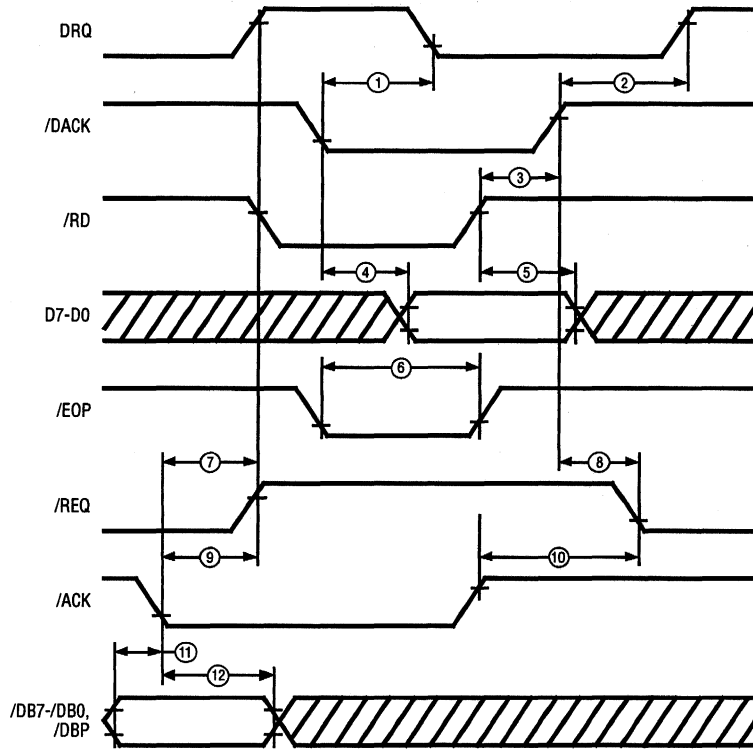 DRQ
① ②
/DACK
③
/RD
④ ⑤
D7-D0
⑥
/EOP
⑦ ⑧
/REQ
⑨ ⑩
/ACK
⑪
⑫
/DB7-/DB0,
/DBP